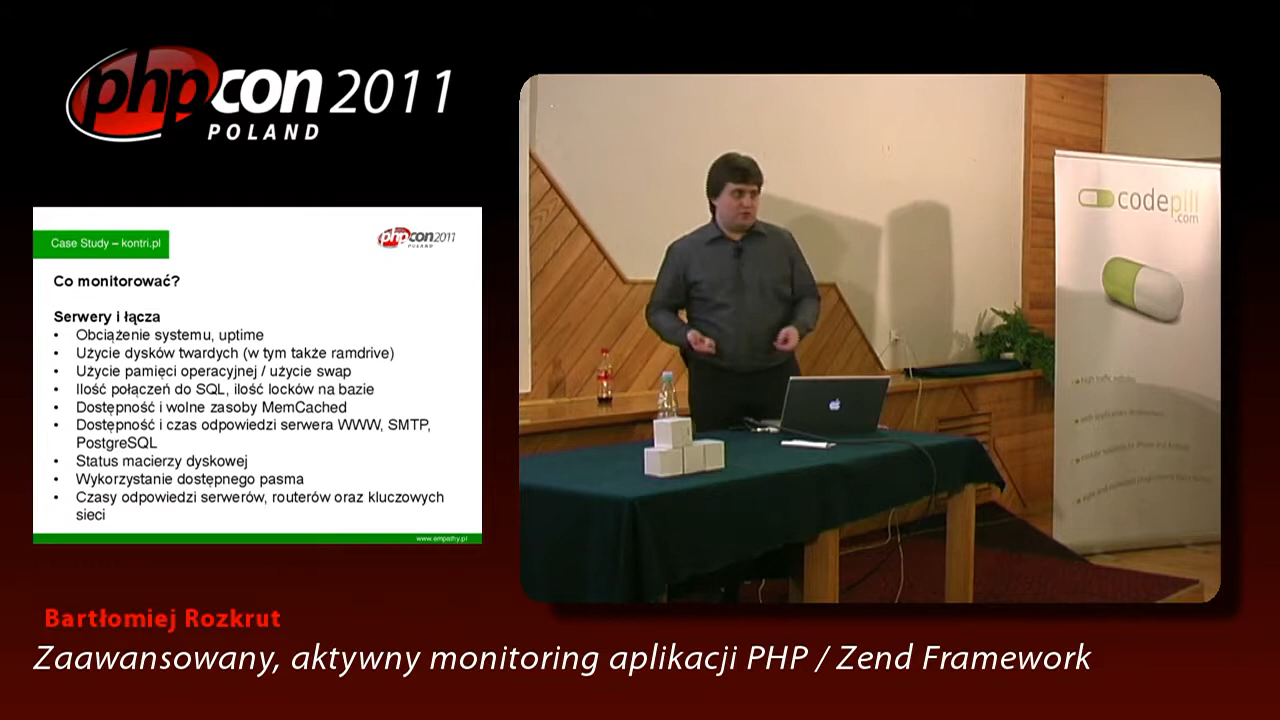 phpcon 2011
POLAND
Case Study – kontri.pl
phpcon 2011
POLAND
Co monitorować?
Serwery i łącza
• Obciążenie systemu, uptime
• Użycie dysków twardych (w tym także ramdrive)
• Użycie pamięci operacyjnej / użycie swap
• Ilość połączeń do SQL, ilość locków na bazie
• Dostępność i wolne zasoby MemCached
• Dostępność i czas odpowiedzi serwera WWW, SMTP,
PostgreSQL
• Status macierzy dyskowej
• Wykorzystanie dostępnego pasma
• Czasy odpowiedzi serwerów, routerów oraz kluczowych
sieci
www.empathy.pl
codepill
.com
Bartłomiej Rozkrut
Zaawansowany, aktywny monitoring aplikacji PHP / Zend Framework